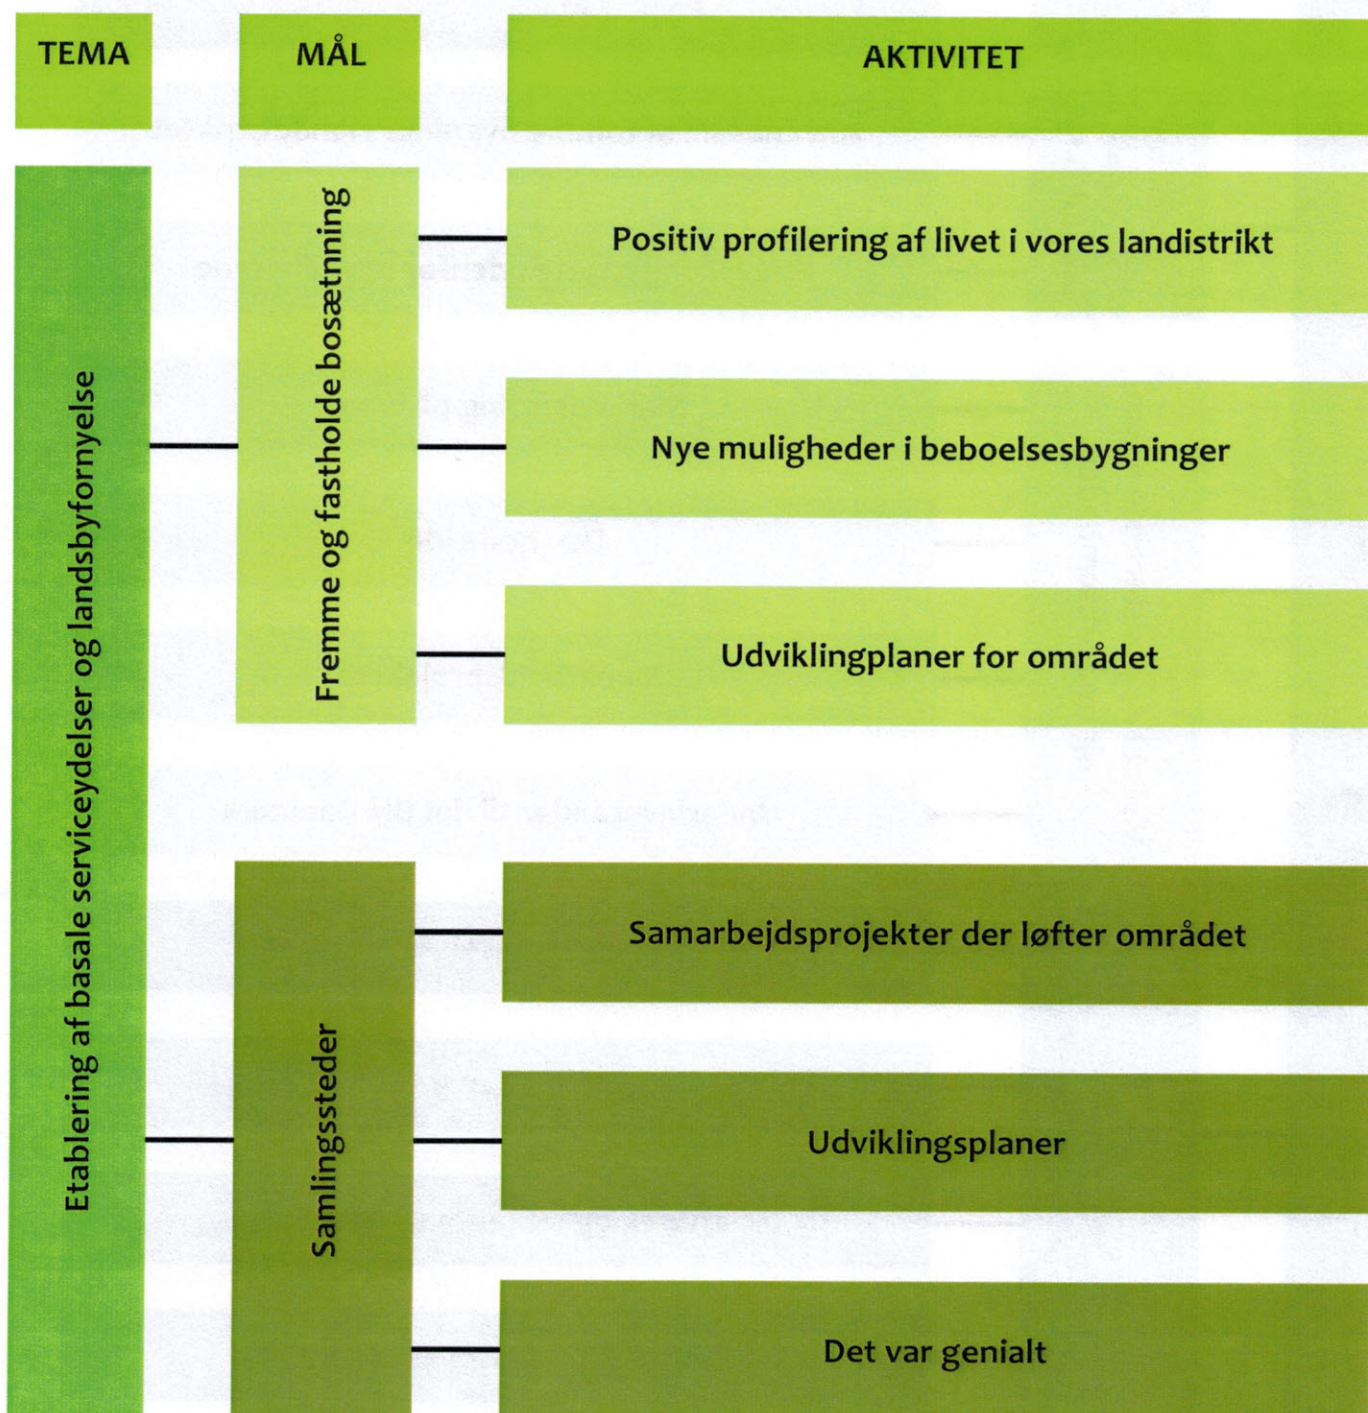 TEMA
MÅL
AKTIVITET
Etablering af basale serviceydelser og landsbyfornyelse
Fremme og fastholde bosætnning
Positiv profilering af livet i vores landistrikt
Nye muligheder i beboelsesbygninger
Udviklingplaner for området
Samlingssteder
Samarbejdsprojekter der løfter området
Udviklingsplaner
Det var genialt